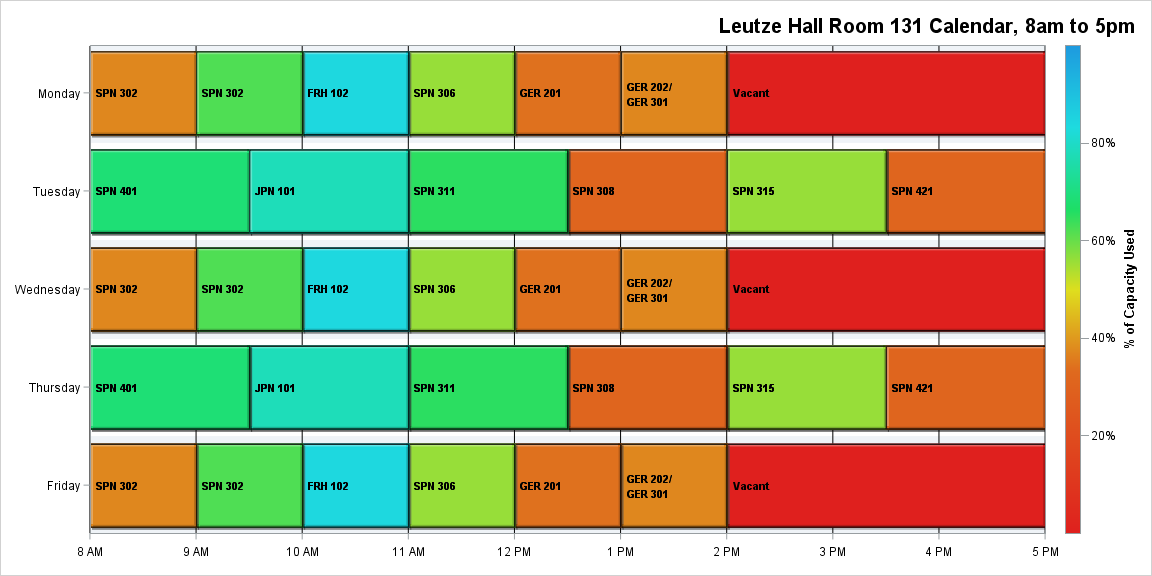 Leutze Hall Room 131 Calendar, 8am to 5pm
Monday
SPN 302
SPN 302
FRH 102
SPN 306
GER 201
GER 202/
GER 301
Vacant
Tuesday
SPN 401
JPN 101
SPN 311
SPN 308
SPN 315
SPN 421
Wednesday
SPN 302
SPN 302
FRH 102
SPN 306
GER 201
GER 202/
GER 301
Vacant
Thursday
SPN 401
JPN 101
SPN 311
SPN 308
SPN 315
SPN 421
Friday
SPN 302
SPN 302
FRH 102
SPN 306
GER 201
GER 202/
GER 301
Vacant
8 AM
9 AM
10 AM
11 AM
12 PM
1 PM
2 PM
3 PM
4 PM
5 PM
80%
60%
40%
20%
% of Capacity Used